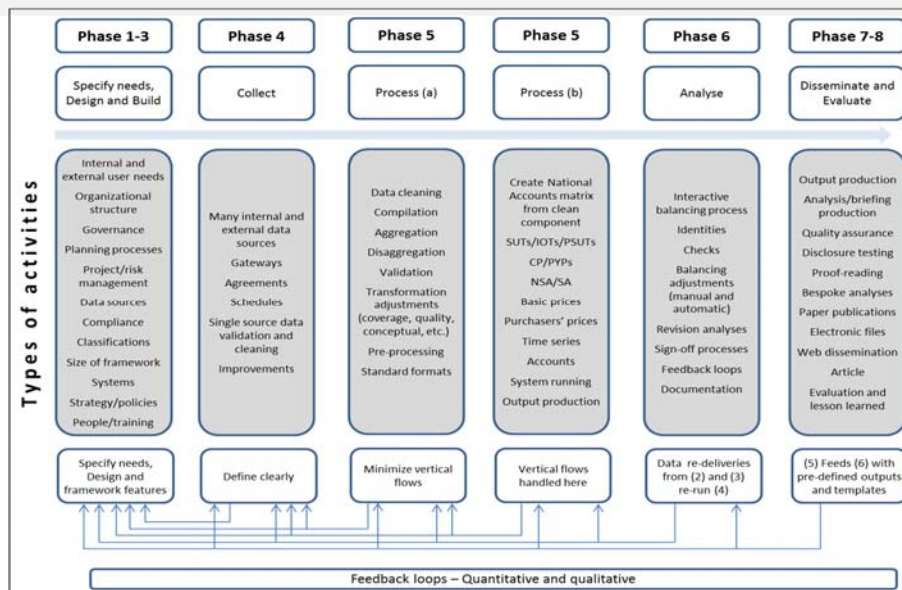 Phase 1-3
Phase 4
Phase 5
Phase 5
Phase 6
Phase 7-8
Specify needs,
Design and Build
Collect
Process (a)
Process (b)
Analyse
Disseminate and
Evaluate
Types of activities
Internal and
external user needs
Organizational
structure
Governance
Planning processes
Project/risk
management
Data sources
Compliance
Classifications
Size of framework
Systems
Strategy/policies
People/training
Many internal and
external data
sources
Gateways
Agreements
Schedules
Single source data
validation and
cleaning
Improvements
Data cleaning
Compilation
Aggregation
Disaggregation
Validation
Transformation
adjustments
(coverage, quality,
conceptual, etc.)
Pre-processing
Standard formats
Create National
Accounts matrix
from clean
component
SUTs/IOTs/PSUTs
CP/PYPs
NSA/SA
Basic prices
Purchasers' prices
Time series
Accounts
System running
Output production
Interactive
balancing process
Identities
Checks
Balancing
adjustments
(manual and
automatic)
Revision analyses
Sign-off processes
Feedback loops
Documentation
Output production
Analysis/briefing
production
Quality assurance
Disclosure testing
Proof-reading
Bespoke analyses
Paper publications
Electronic files
Web dissemination
Article
Evaluation and
lesson learned
Specify needs,
Design and
framework features
Define clearly
Minimize vertical
flows
Vertical flows
handled here
Data re-deliveries
from (2) and (3)
re-run (4)
(5) Feeds (6) with
pre-defined outputs
and templates
Feedback loops – Quantitative and qualitative